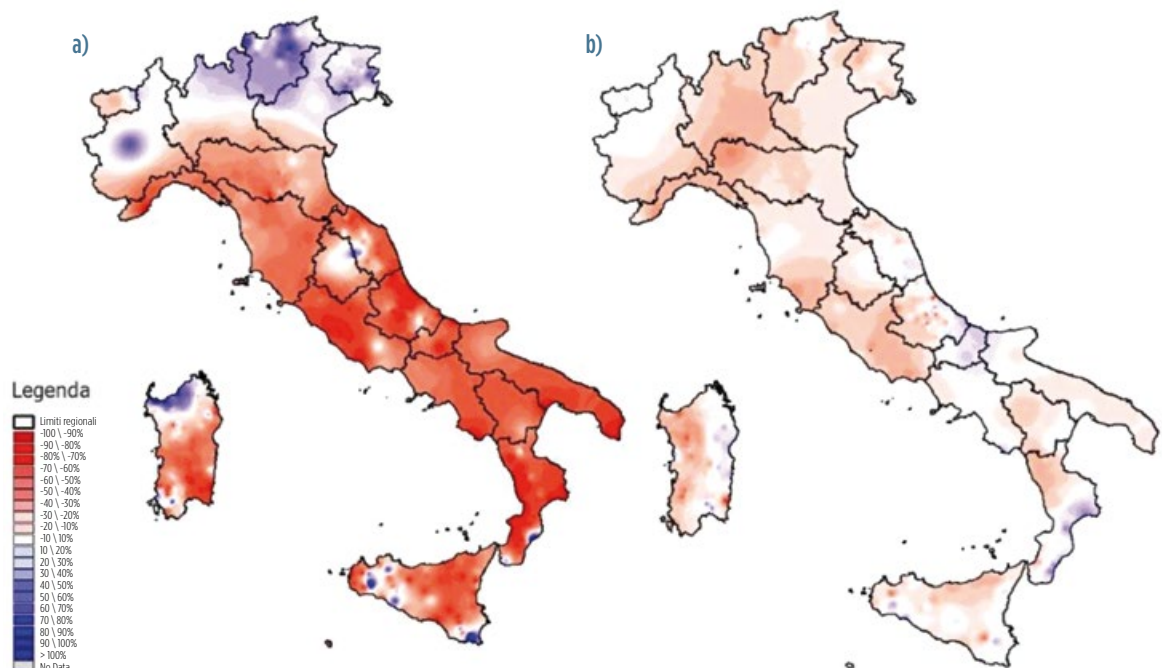 a)
b)
Legenda
Limiti regionali
-100 \ -90%
-90 \ -80%
-80% \ -70%
-70 \ -60%
-60 \ -50%
-50 \ -40%
-40 \ -30%
-30 \ -20%
-20 \ -10%
-10 \ 10%
10 \ 20%
20 \ 30%
30 \ 40%
40 \ 50%
50 \ 60%
60 \ 70%
70 \ 80%
80 \ 90%
90 \ 100%
> 100%
No Data